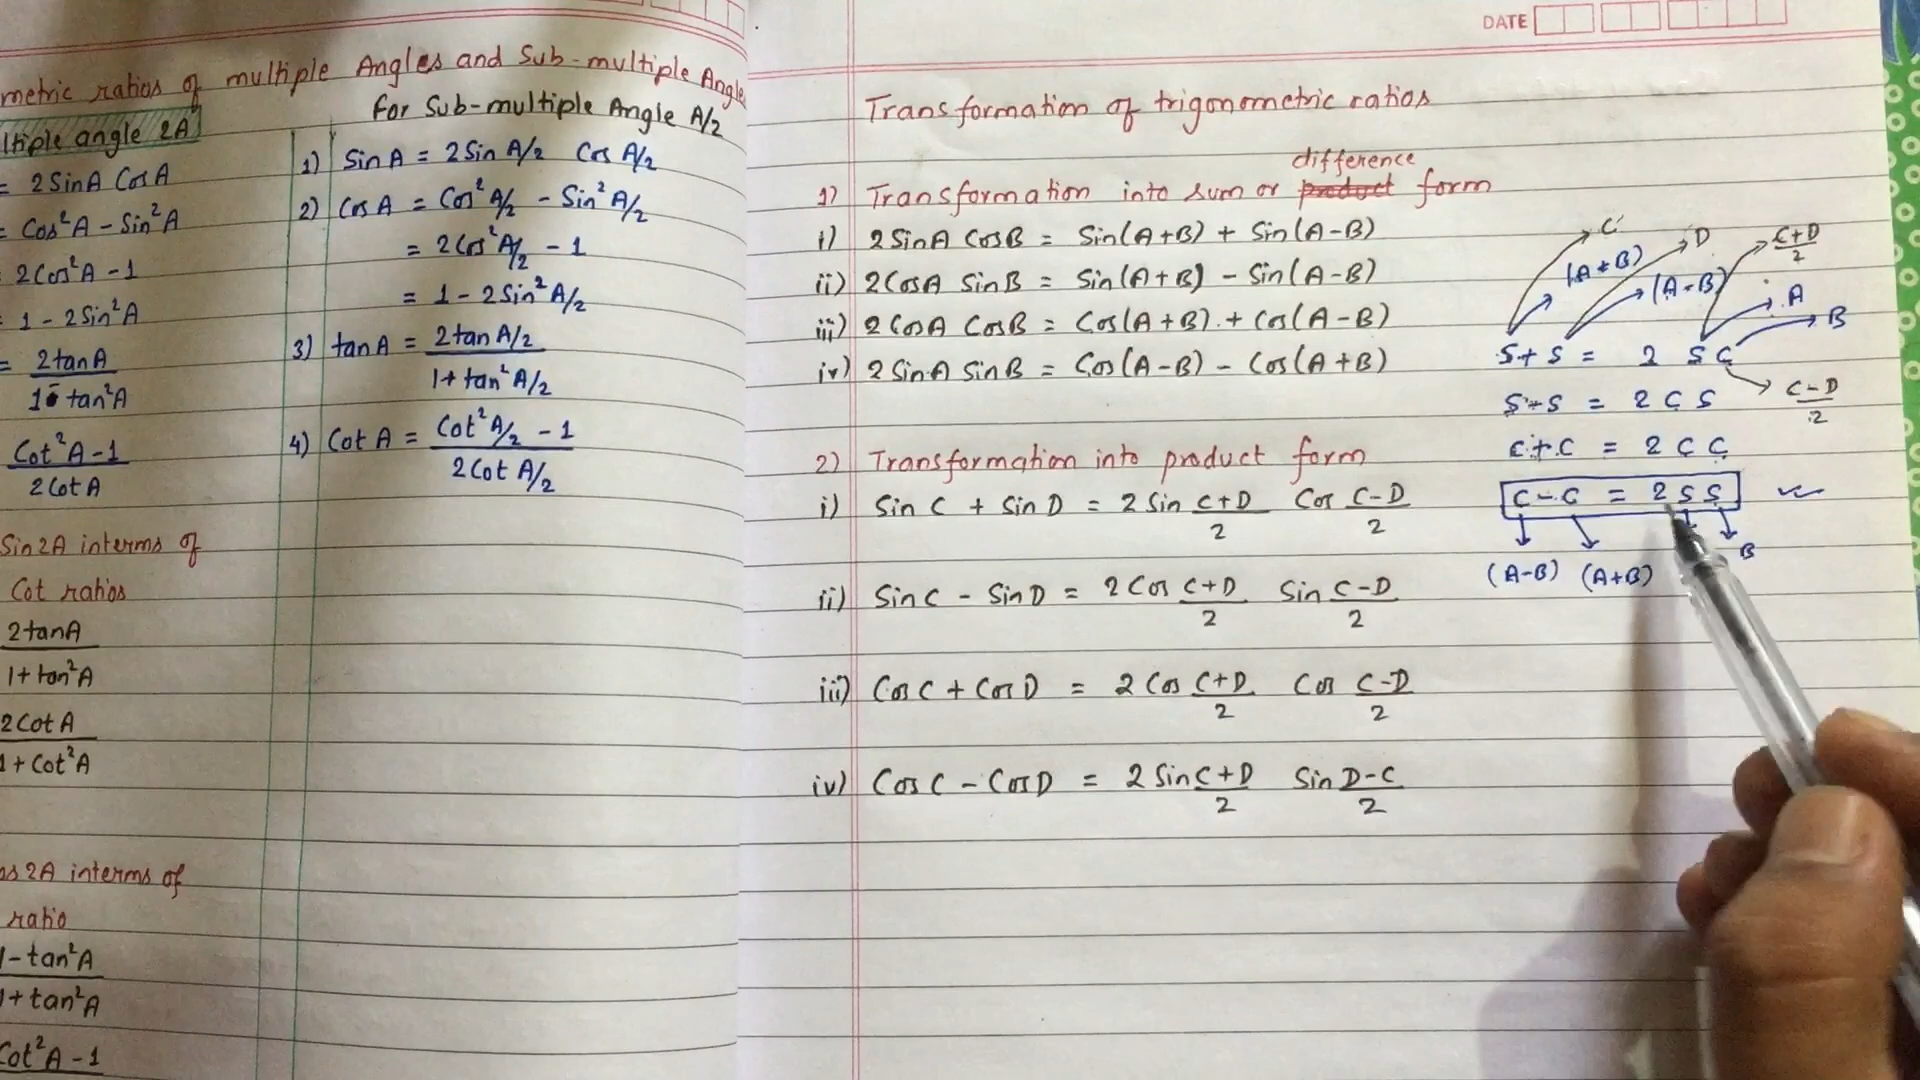 metric ratios of multiple Angles and Sub-multiple Angle
ltiple angle 2A
= 2SinA CosA
= Cos²A - Sin²A
2Cos²A - 1
= 1 - 2Sin²A
= 2tanA / tan²A
Cot²A - 1 / 2CotA
Sin2A interms of
Cot ratios
2tanA / 1 + tan²A
2CotA / 1 + Cot²A
os 2A interms of
ratio
1 - tan²A / 1 + tan²A
Cot²A - 1
for Sub-multiple Angle A/2
1) SinA = 2Sin A/2 Cos A/2
2) CosA = Cos² A/2 - Sin² A/2
= 2Cos² A/2 - 1
= 1 - 2Sin² A/2
3) tanA = 2tan A/2 / 1 + tan² A/2
4) CotA = Cot² A/2 - 1 / 2Cot A/2
DATE
Transformation of trigonometric ratios
difference
1) Transformation into sum or product form
i) 2SinA CosB = Sin(A+B) + Sin(A-B)
ii) 2CosA SinB = Sin(A+B) - Sin(A-B)
iii) 2CosA CosB = Cos(A+B) + Cos(A-B)
iv) 2SinA SinB = Cos(A-B) - Cos(A+B)
2) Transformation into product form
i) SinC + SinD = 2Sin C+D/2 Cos C-D/2
ii) SinC - SinD = 2Cos C+D/2 Sin C-D/2
iii) CosC + CosD = 2Cos C+D/2 Cos C-D/2
iv) CosC - CosD = 2Sin C+D/2 Sin D-C/2
C D C+D/2
(A+B) (A-B) A B
S+S = 2 S C
C-D/2
S-S = 2 C S
C+C = 2 C C
C-C = 2 S S
(A-B) (A+B) B